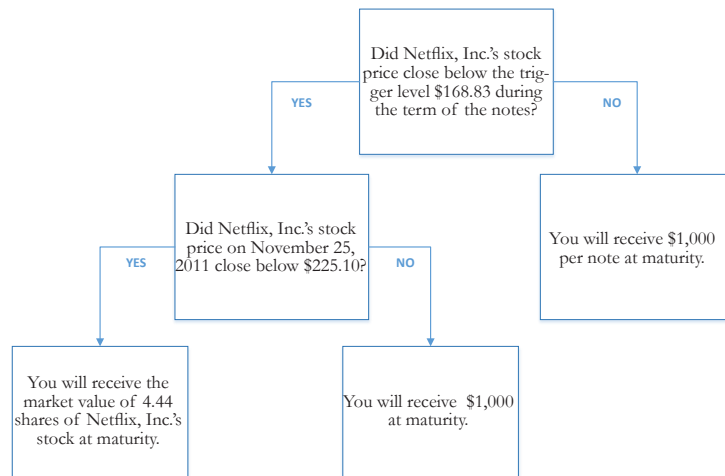 Did Netflix, Inc.'s stock
price close below the trig-
ger level $168.83 during
the term of the notes?
YES
NO
Did Netflix, Inc.'s stock
price on November 25,
2011 close below $225.10?
You will receive $1,000
per note at maturity.
YES
NO
You will receive the
market value of 4.44
shares of Netflix, Inc.'s
stock at maturity.
You will receive $1,000
at maturity.